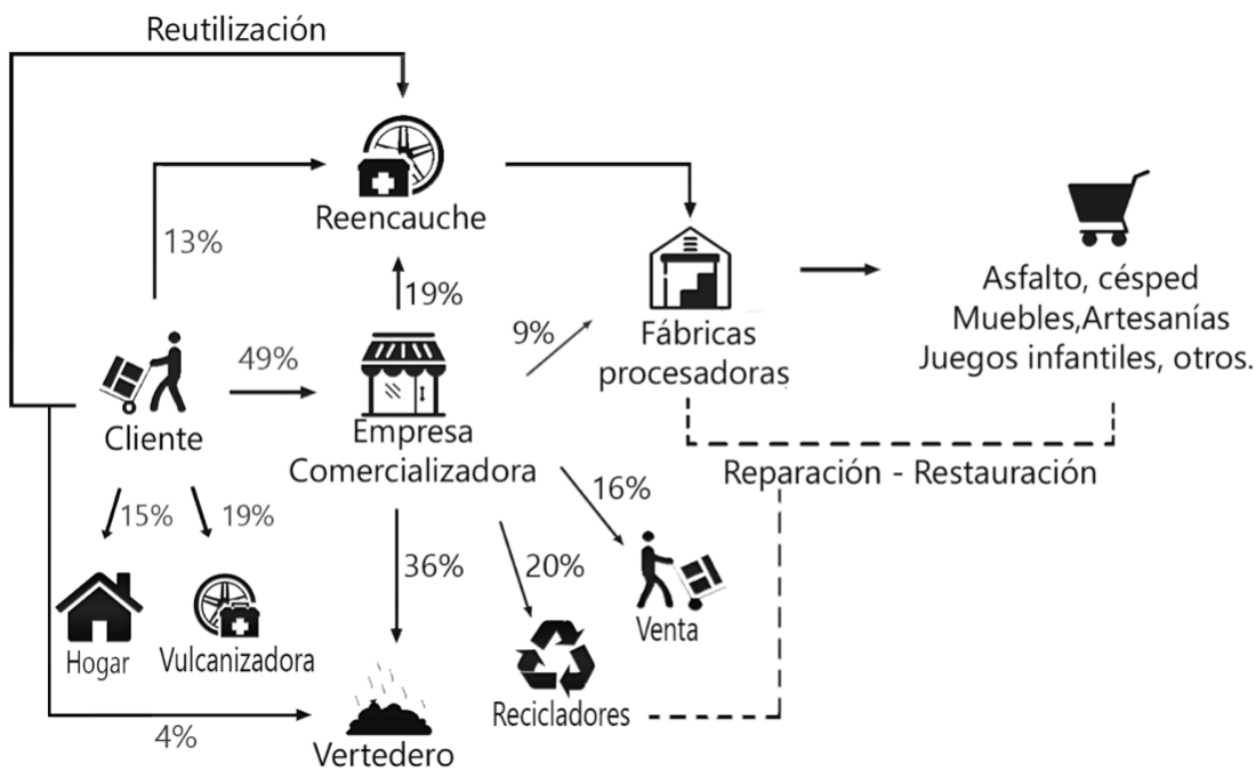 Reutilización
Reencauche
13%
19%
49%
9%
Cliente
Empresa
Comercializadora
Fábricas
procesadoras
Asfalto, césped
Muebles,Artesanías
Juegos infantiles, otros.
Reparación - Restauración
15%
19%
36%
20%
16%
Hogar
Vulcanizadora
Venta
Recicladores
4%
Vertedero